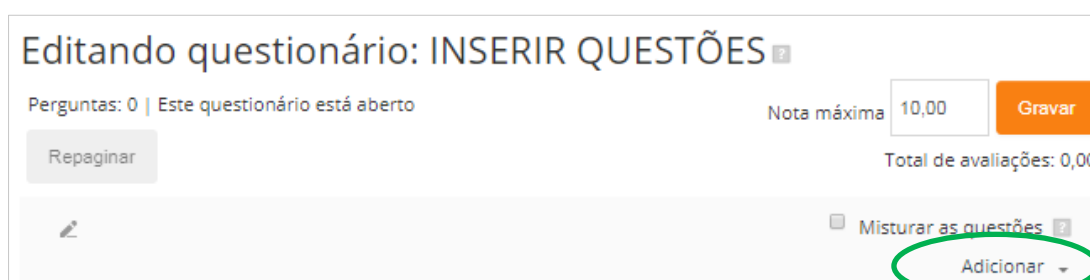 Editando questionário: INSERIR QUESTÕES ?
Perguntas: 0 | Este questionário está aberto
Nota máxima 10,00 Gravar
Repaginar
Total de avaliações: 0,00
Misturar as questões ?
Adicionar